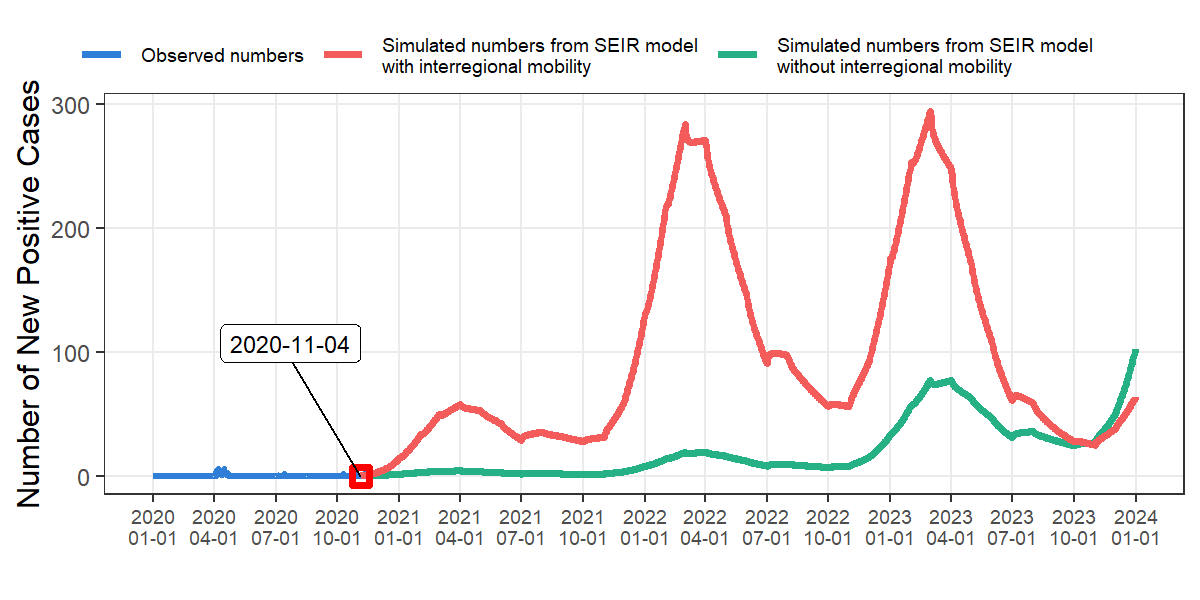 Observed numbers
Simulated numbers from SEIR model
with interregional mobility
Simulated numbers from SEIR model
without interregional mobility
Number of New Positive Cases
300
200
100
0
2020-11-04
2020 2020 2020 2020 2021 2021 2021 2021 2022 2022 2022 2022 2023 2023 2023 2023 2024
01-01 04-01 07-01 10-01 01-01 04-01 07-01 10-01 01-01 04-01 07-01 10-01 01-01 04-01 07-01 10-01 01-01